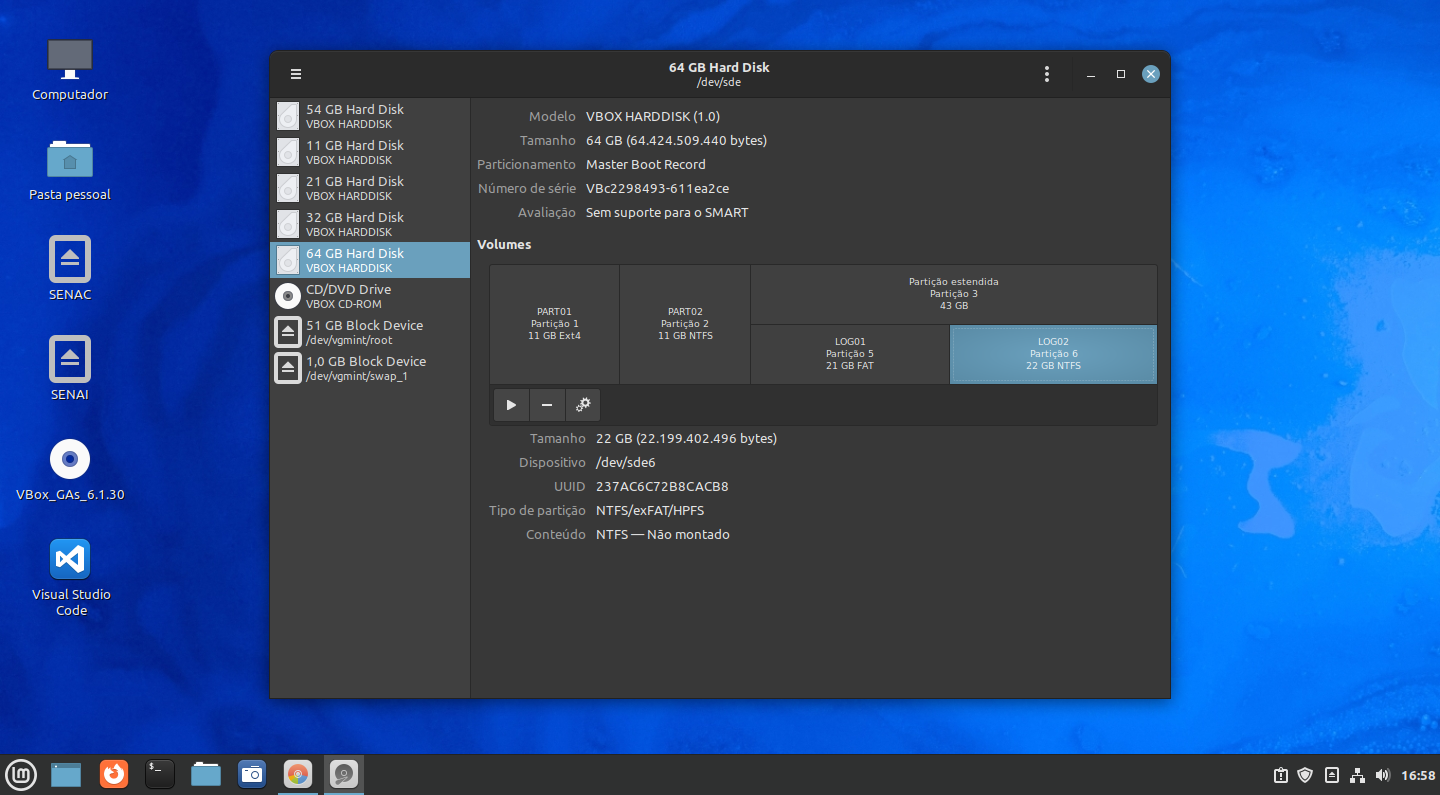 Computador
Pasta pessoal
SENAC
SENAI
VBox_GAs_6.1.30
Visual Studio
Code
64 GB Hard Disk
/dev/sde
54 GB Hard Disk
VBOX HARDDISK
11 GB Hard Disk
VBOX HARDDISK
21 GB Hard Disk
VBOX HARDDISK
32 GB Hard Disk
VBOX HARDDISK
64 GB Hard Disk
VBOX HARDDISK
CD/DVD Drive
VBOX CD-ROM
51 GB Block Device
/dev/vgmint/root
1,0 GB Block Device
/dev/vgmint/swap_1
Modelo VBOX HARDDISK (1.0)
Tamanho 64 GB (64.424.509.440 bytes)
Particionamento Master Boot Record
Número de série VBc2298493-611ea2ce
Avaliação Sem suporte para o SMART
Volumes
PART01
Partição 1
11 GB Ext4
PART02
Partição 2
11 GB NTFS
Partição estendida
Partição 3
43 GB
LOG01
Partição 5
21 GB FAT
LOG02
Partição 6
22 GB NTFS
Tamanho 22 GB (22.199.402.496 bytes)
Dispositivo /dev/sde6
UUID 237AC6C72B8CACB8
Tipo de partição NTFS/exFAT/HPFS
Conteúdo NTFS — Não montado
$_
16:58